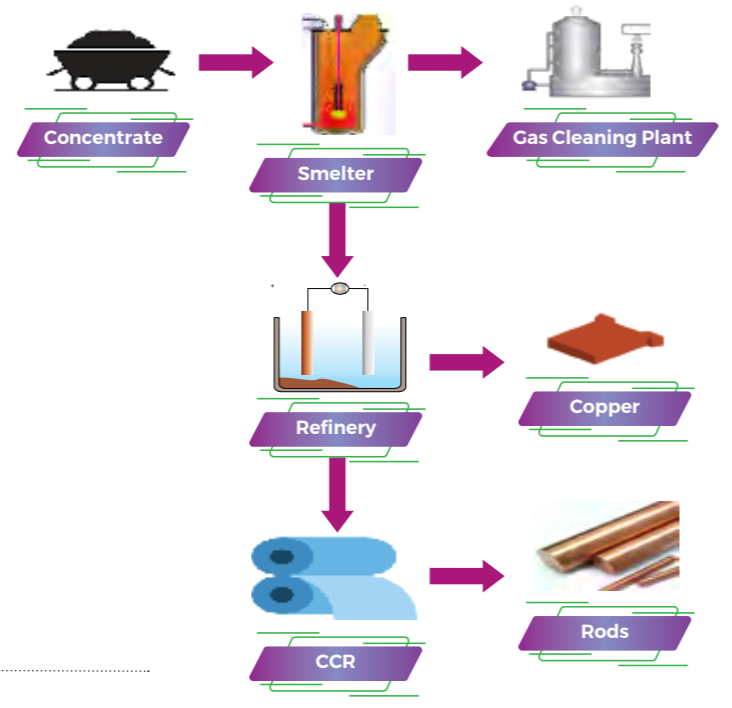 Concentrate
Gas Cleaning Plant
Smelter
Copper
Refinery
Rods
CCR